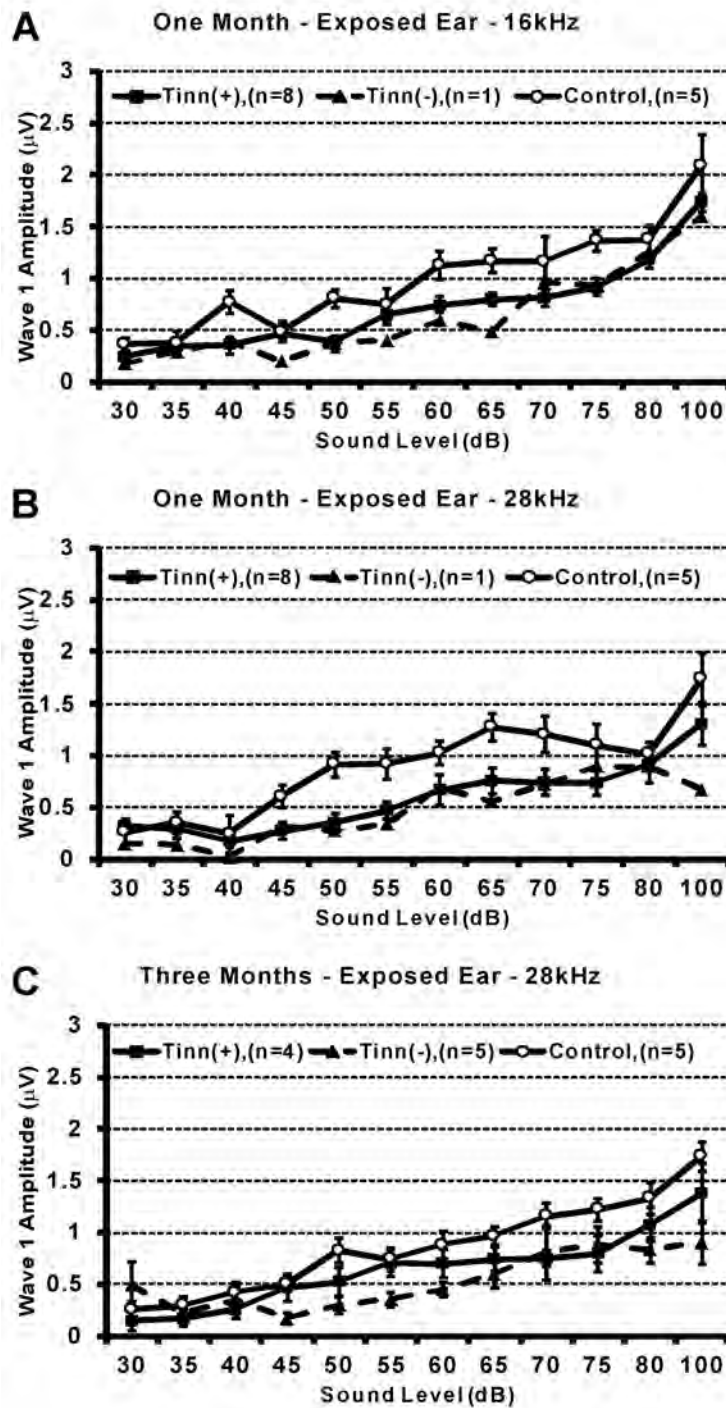 A
One Month - Exposed Ear - 16kHz
Wave 1 Amplitude (µV)
3
2.5
2
1.5
1
0.5
0
Tinn(+),(n=8) Tinn(-),(n=1) Control,(n=5)
30 35 40 45 50 55 60 65 70 75 80 100
Sound Level (dB)
B
One Month - Exposed Ear - 28kHz
Wave 1 Amplitude (µV)
3
2.5
2
1.5
1
0.5
0
Tinn(+),(n=8) Tinn(-),(n=1) Control,(n=5)
30 35 40 45 50 55 60 65 70 75 80 100
Sound Level (dB)
C
Three Months - Exposed Ear - 28kHz
Wave 1 Amplitude (µV)
3
2.5
2
1.5
1
0.5
0
Tinn(+),(n=4) Tinn(-),(n=5) Control,(n=5)
30 35 40 45 50 55 60 65 70 75 80 100
Sound Level (dB)